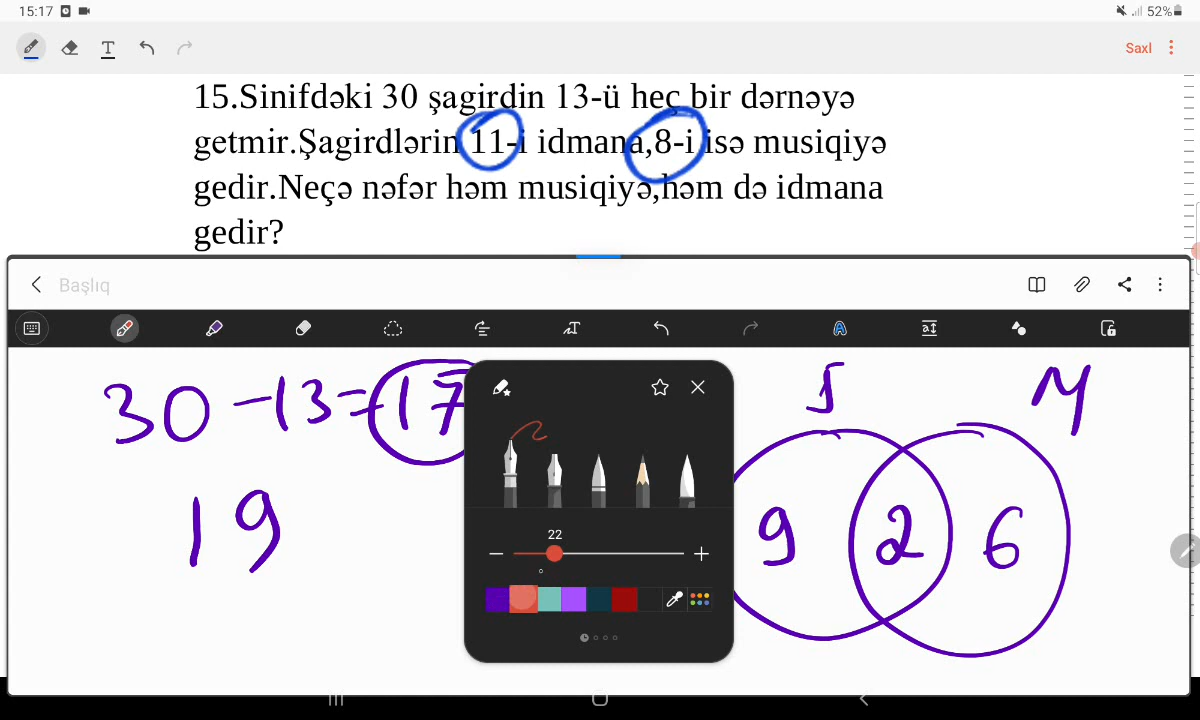 15:17
52%
T
Saxl
15.Sinifdəki 30 şagirdin 13-ü heç bir dərnəyə
getmir.Şagirdlərin 11-i idmana,8-i isə musiqiyə
gedir.Neçə nəfər həm musiqiyə,həm də idmana
gedir?
Başlıq
30-13=17
İ M
19
22
9 2 6